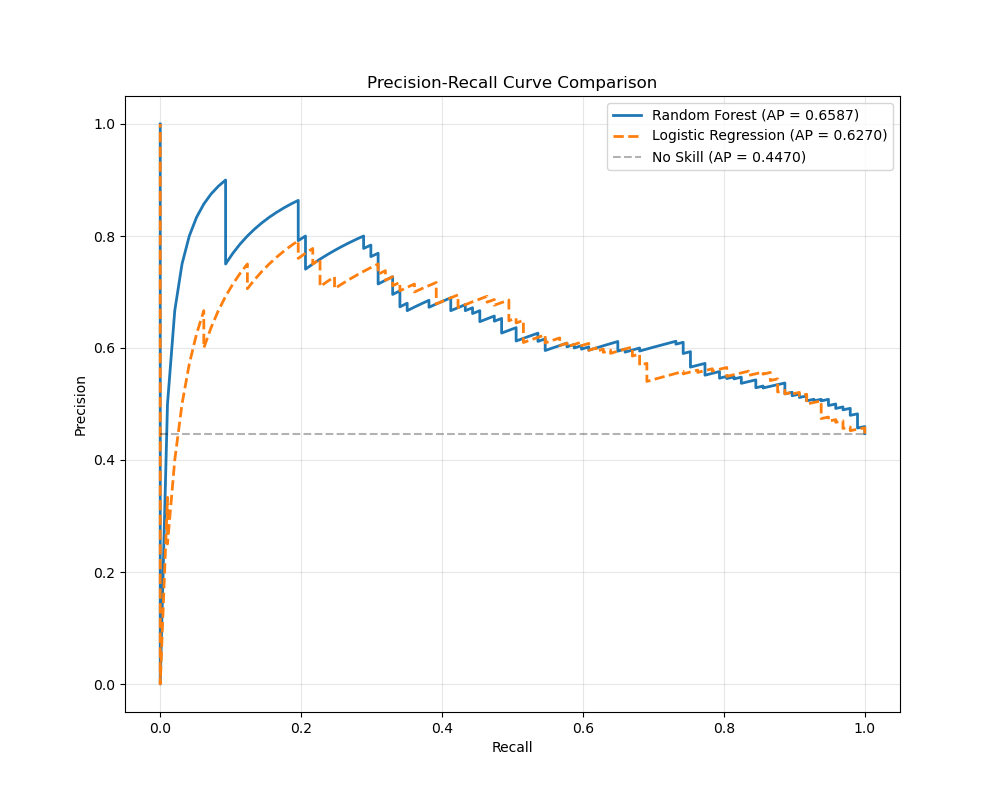 Precision-Recall Curve Comparison
Random Forest (AP = 0.6587)
Logistic Regression (AP = 0.6270)
No Skill (AP = 0.4470)
Precision
1.0
0.8
0.6
0.4
0.2
0.0
0.0 0.2 0.4 0.6 0.8 1.0
Recall